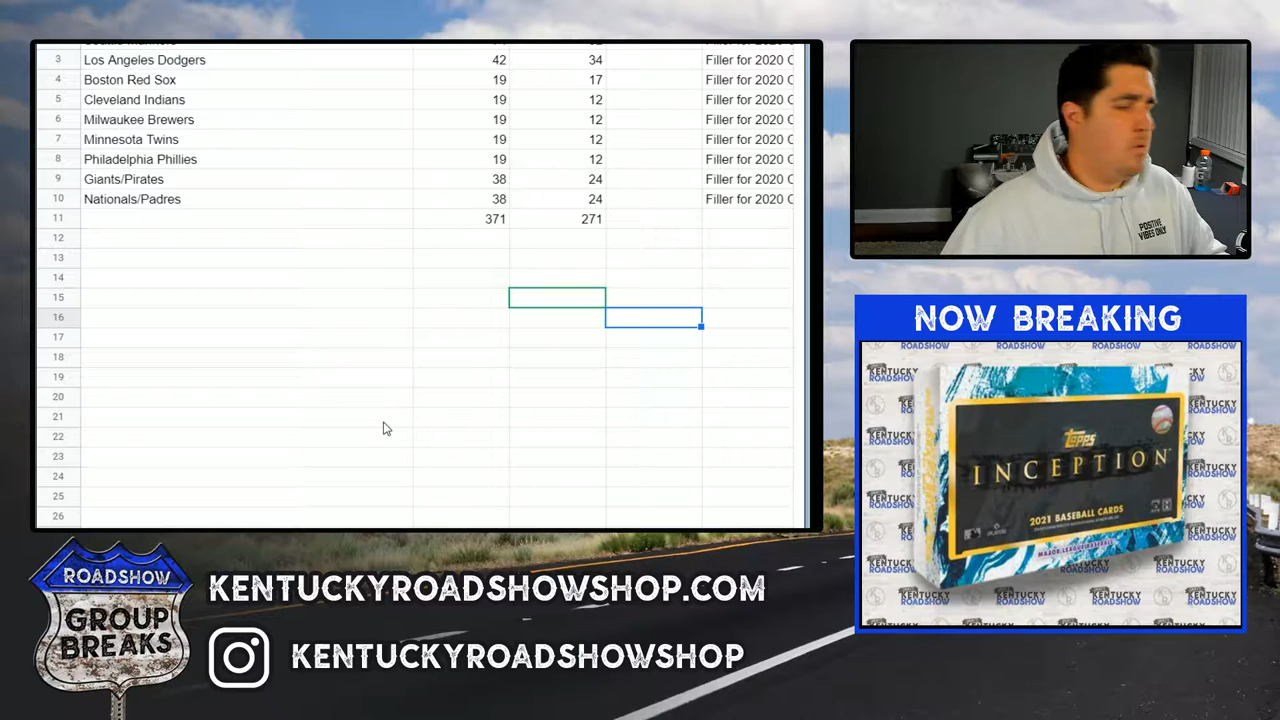 3 Los Angeles Dodgers 42 34 Filler for 2020
4 Boston Red Sox 19 17 Filler for 2020
5 Cleveland Indians 19 12 Filler for 2020
6 Milwaukee Brewers 19 12 Filler for 2020
7 Minnesota Twins 19 12 Filler for 2020
8 Philadelphia Phillies 19 12 Filler for 2020
9 Giants/Pirates 38 24 Filler for 2020
10 Nationals/Padres 38 24 Filler for 2020
11 371 271
12
13
14
15
16
17
18
19
20
21
22
23
24
25
26
POSITIVE
VIBES ONLY
NOW BREAKING
KENTUCKY
ROADSHOW
Topps
INCEPTION
2021 BASEBALL CARDS
MAJOR LEAGUE BASEBALL
ROADSHOW
GROUP
BREAKS
KENTUCKYROADSHOWSHOP.COM
KENTUCKYROADSHOWSHOP